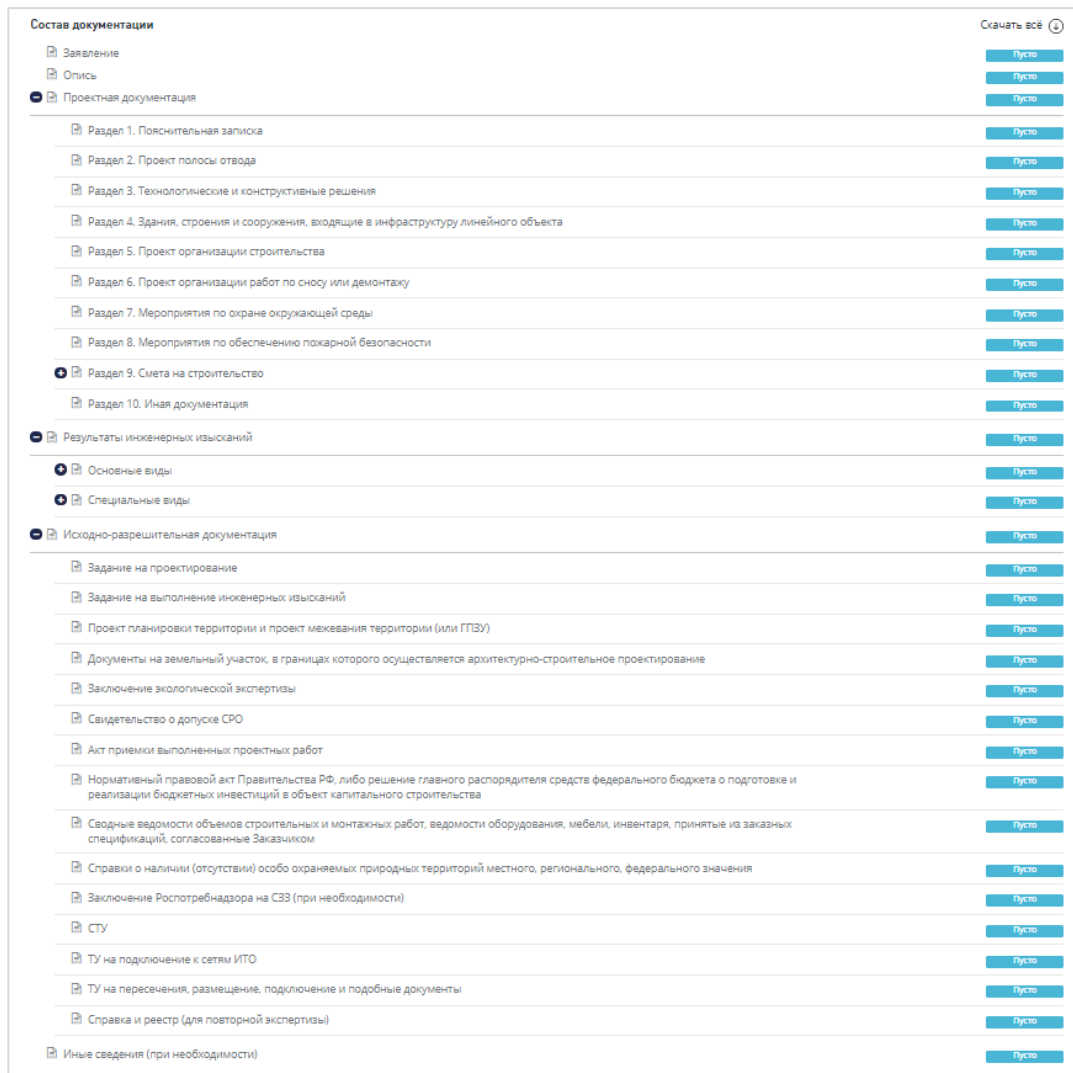 Состав документации Скачать всё
Заявление Пусто
Опись Пусто
Проектная документация Пусто
Раздел 1. Пояснительная записка Пусто
Раздел 2. Проект полосы отвода Пусто
Раздел 3. Технологические и конструктивные решения Пусто
Раздел 4. Здания, строения и сооружения, входящие в инфраструктуру линейного объекта Пусто
Раздел 5. Проект организации строительства Пусто
Раздел 6. Проект организации работ по сносу или демонтажу Пусто
Раздел 7. Мероприятия по охране окружающей среды Пусто
Раздел 8. Мероприятия по обеспечению пожарной безопасности Пусто
Раздел 9. Смета на строительство Пусто
Раздел 10. Иная документация Пусто
Результаты инженерных изысканий Пусто
Основные виды Пусто
Специальные виды Пусто
Исходно-разрешительная документация Пусто
Задание на проектирование Пусто
Задание на выполнение инженерных изысканий Пусто
Проект планировки территории и проект межевания территории (или ГПЗУ) Пусто
Документы на земельный участок, в границах которого осуществляется архитектурно-строительное проектирование Пусто
Заключение экологической экспертизы Пусто
Свидетельство о допуске СРО Пусто
Акт приемки выполненных проектных работ Пусто
Нормативный правовой акт Правительства РФ, либо решение главного распорядителя средств федерального бюджета о подготовке и Пусто
реализации бюджетных инвестиций в объект капитального строительства
Сводные ведомости объемов строительных и монтажных работ, ведомости оборудования, мебели, инвентаря, принятые из заказных Пусто
спецификаций, согласованные Заказчиком
Справки о наличии (отсутствии) особо охраняемых природных территорий местного, регионального, федерального значения Пусто
Заключение Роспотребнадзора на СЗЗ (при необходимости) Пусто
СТУ Пусто
ТУ на подключение к сетям ИТО Пусто
ТУ на пересечения, размещение, подключение и подобные документы Пусто
Справка и реестр (для повторной экспертизы) Пусто
Иные сведения (при необходимости) Пусто